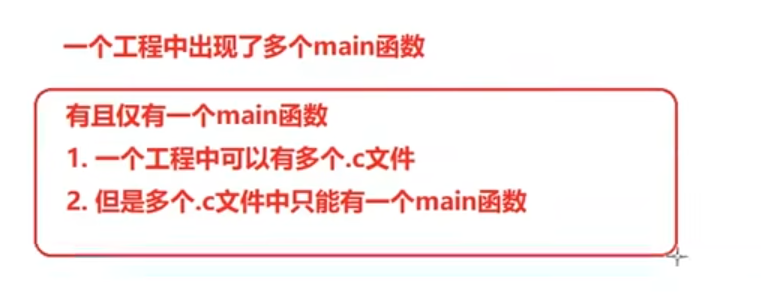 一个工程中出现了多个main函数
有且仅有一个main函数
1. 一个工程中可以有多个.c文件
2. 但是多个.c文件中只能有一个main函数